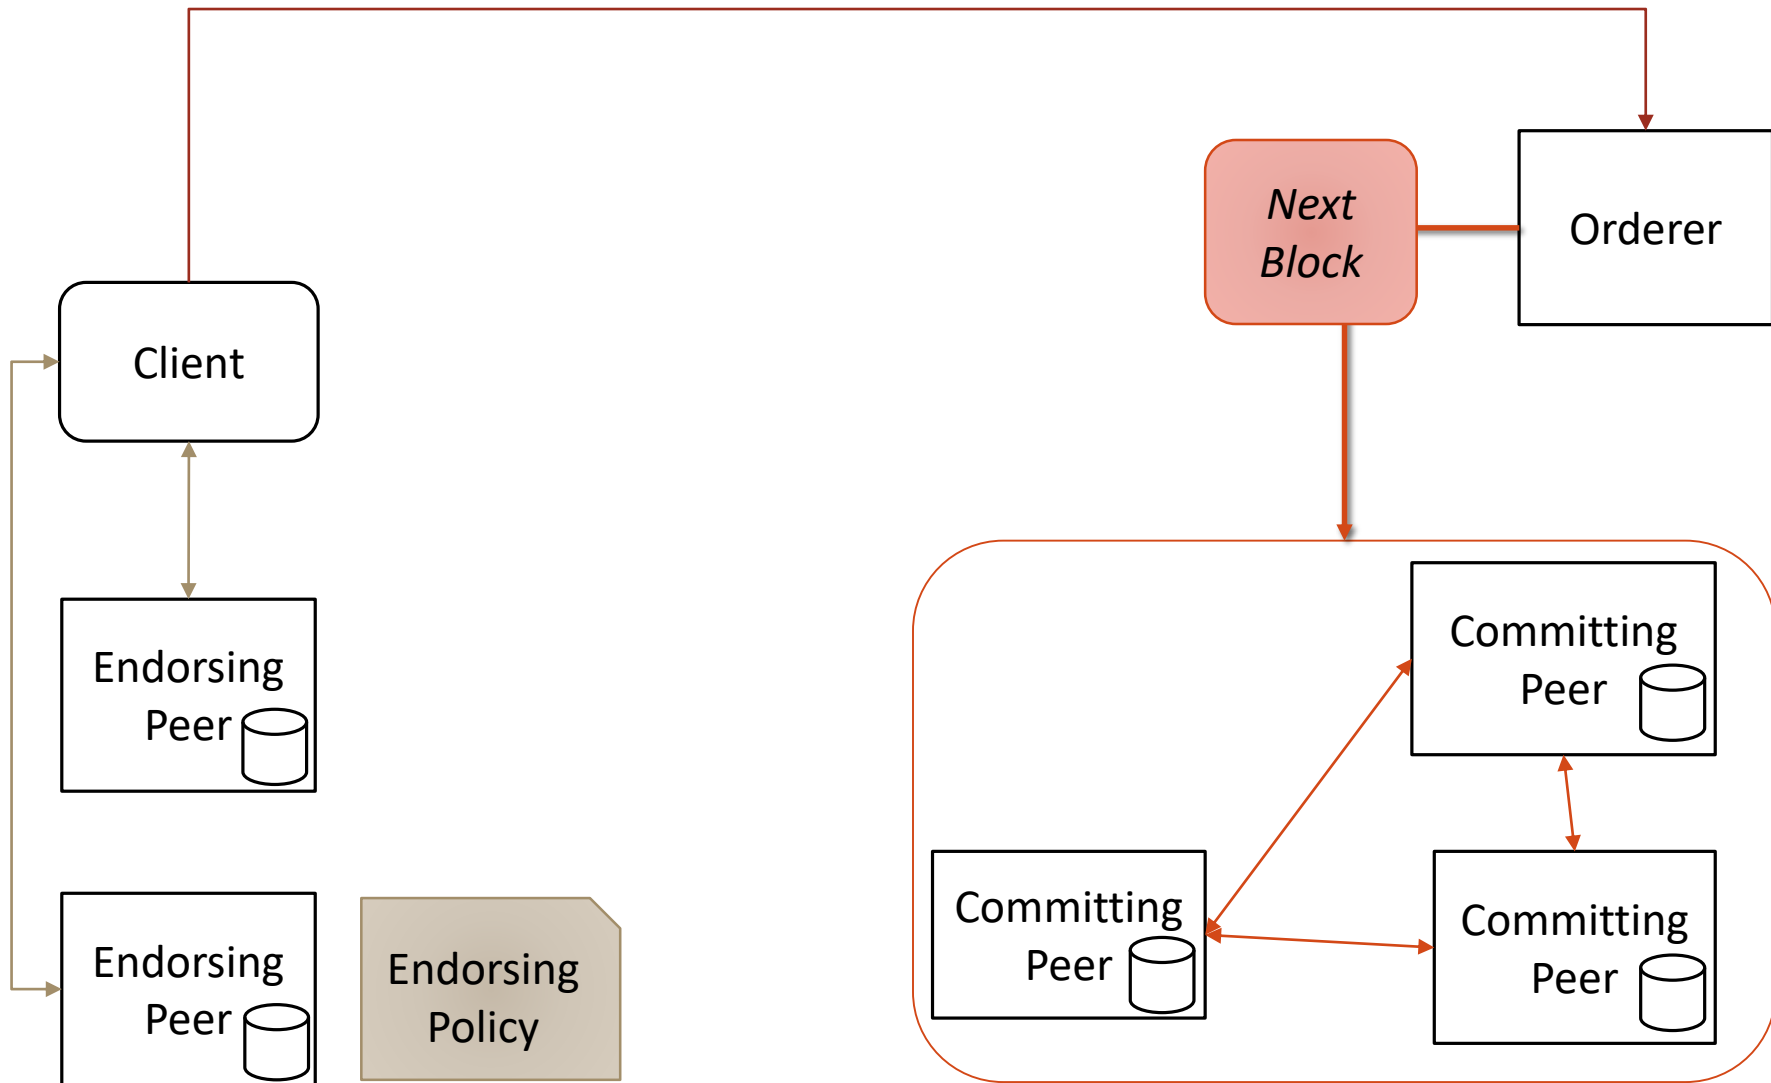 Next
Block
Orderer
Client
Endorsing
Peer
Committing
Peer
Endorsing
Peer
Endorsing
Policy
Committing
Peer
Committing
Peer